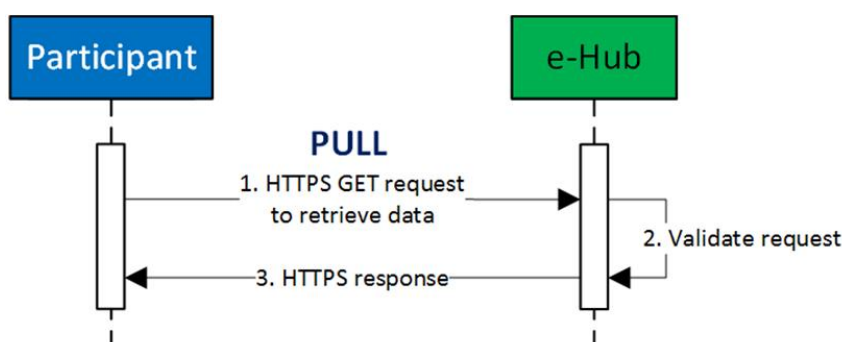 Participant
e-Hub
PULL
1. HTTPS GET request
to retrieve data
2. Validate request
3. HTTPS response